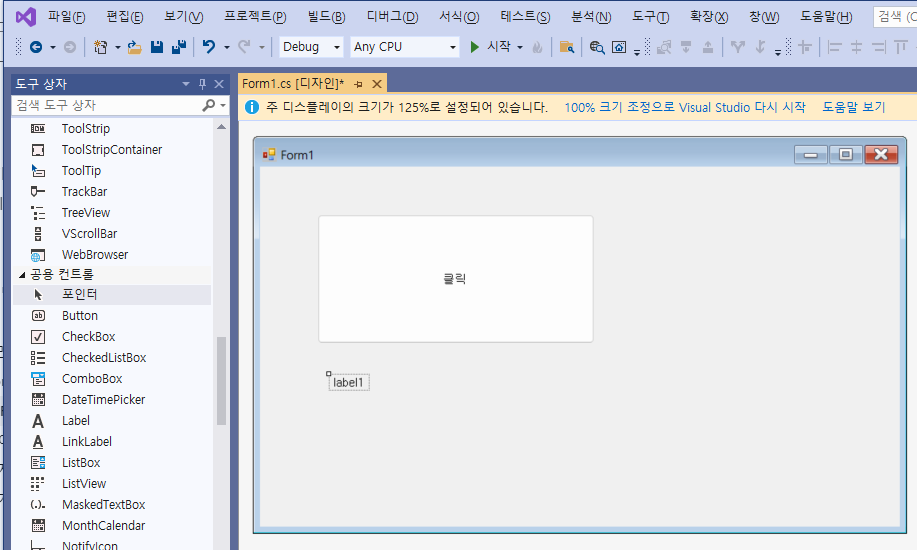 파일(F) 편집(E) 보기(V) 프로젝트(P) 빌드(B) 디버그(D) 서식(O) 테스트(S) 분석(N) 도구(T) 확장(X) 창(W) 도움말(H) 검색 (C
Debug Any CPU 시작
도구 상자
검색 도구 상자
ToolStrip
ToolStripContainer
ToolTip
TrackBar
TreeView
VScrollBar
WebBrowser
공용 컨트롤
포인터
Button
CheckBox
CheckedListBox
ComboBox
DateTimePicker
Label
LinkLabel
ListBox
ListView
MaskedTextBox
MonthCalendar
NotifyIcon
Form1.cs [디자인]*
주 디스플레이의 크기가 125%로 설정되어 있습니다. 100% 크기 조정으로 Visual Studio 다시 시작 도움말 보기
Form1
클릭
label1